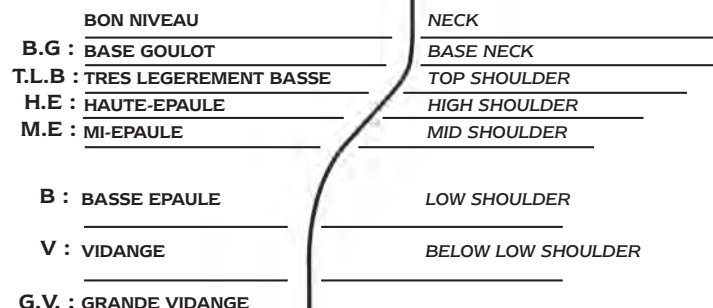 BON NIVEAU NECK
B.G : BASE GOULOT BASE NECK
T.L.B : TRES LEGEREMENT BASSE TOP SHOULDER
H.E : HAUTE-EPAULE HIGH SHOULDER
M.E : MI-EPAULE MID SHOULDER
B : BASSE EPAULE LOW SHOULDER
V : VIDANGE BELOW LOW SHOULDER
G.V. : GRANDE VIDANGE